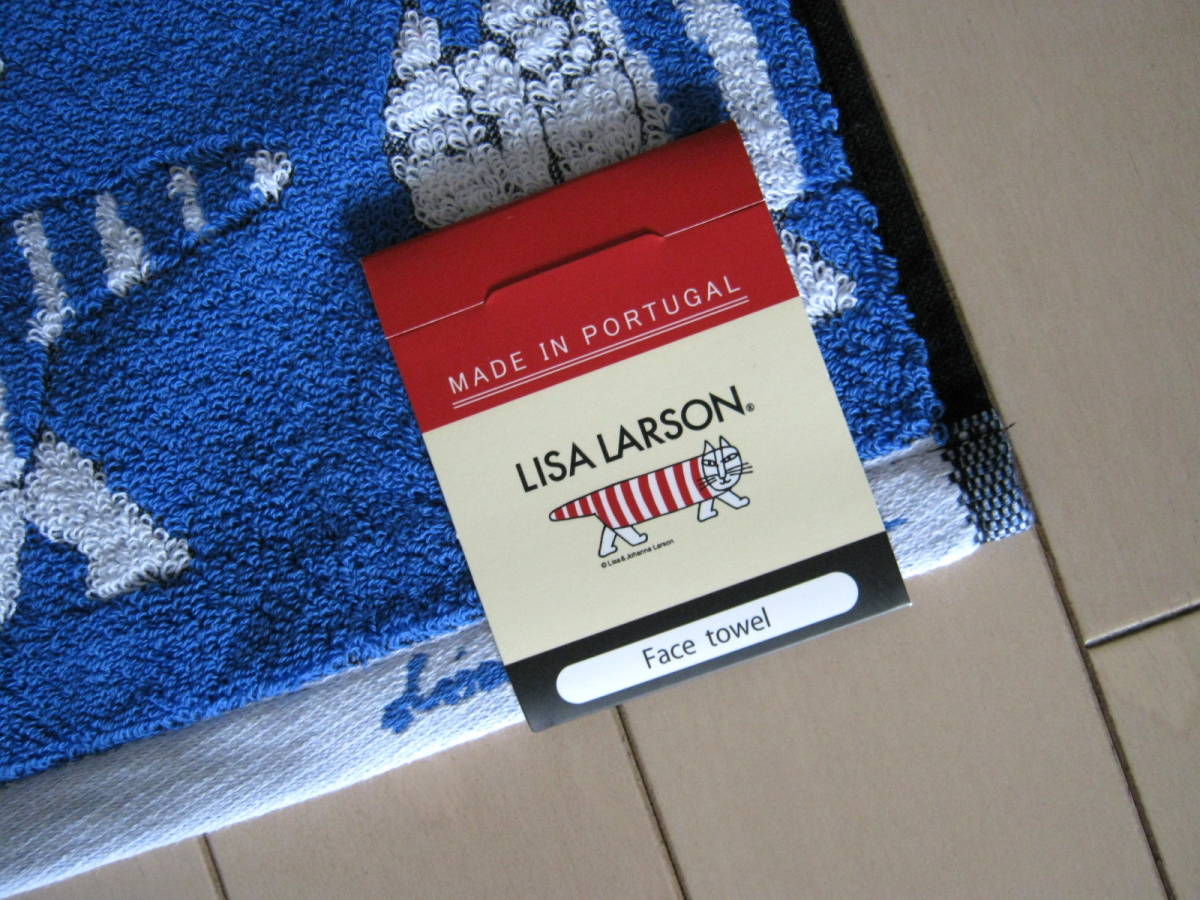 MADE IN PORTUGAL
LISA LARSON®
© Lisa & Johanna Larson
Face towel